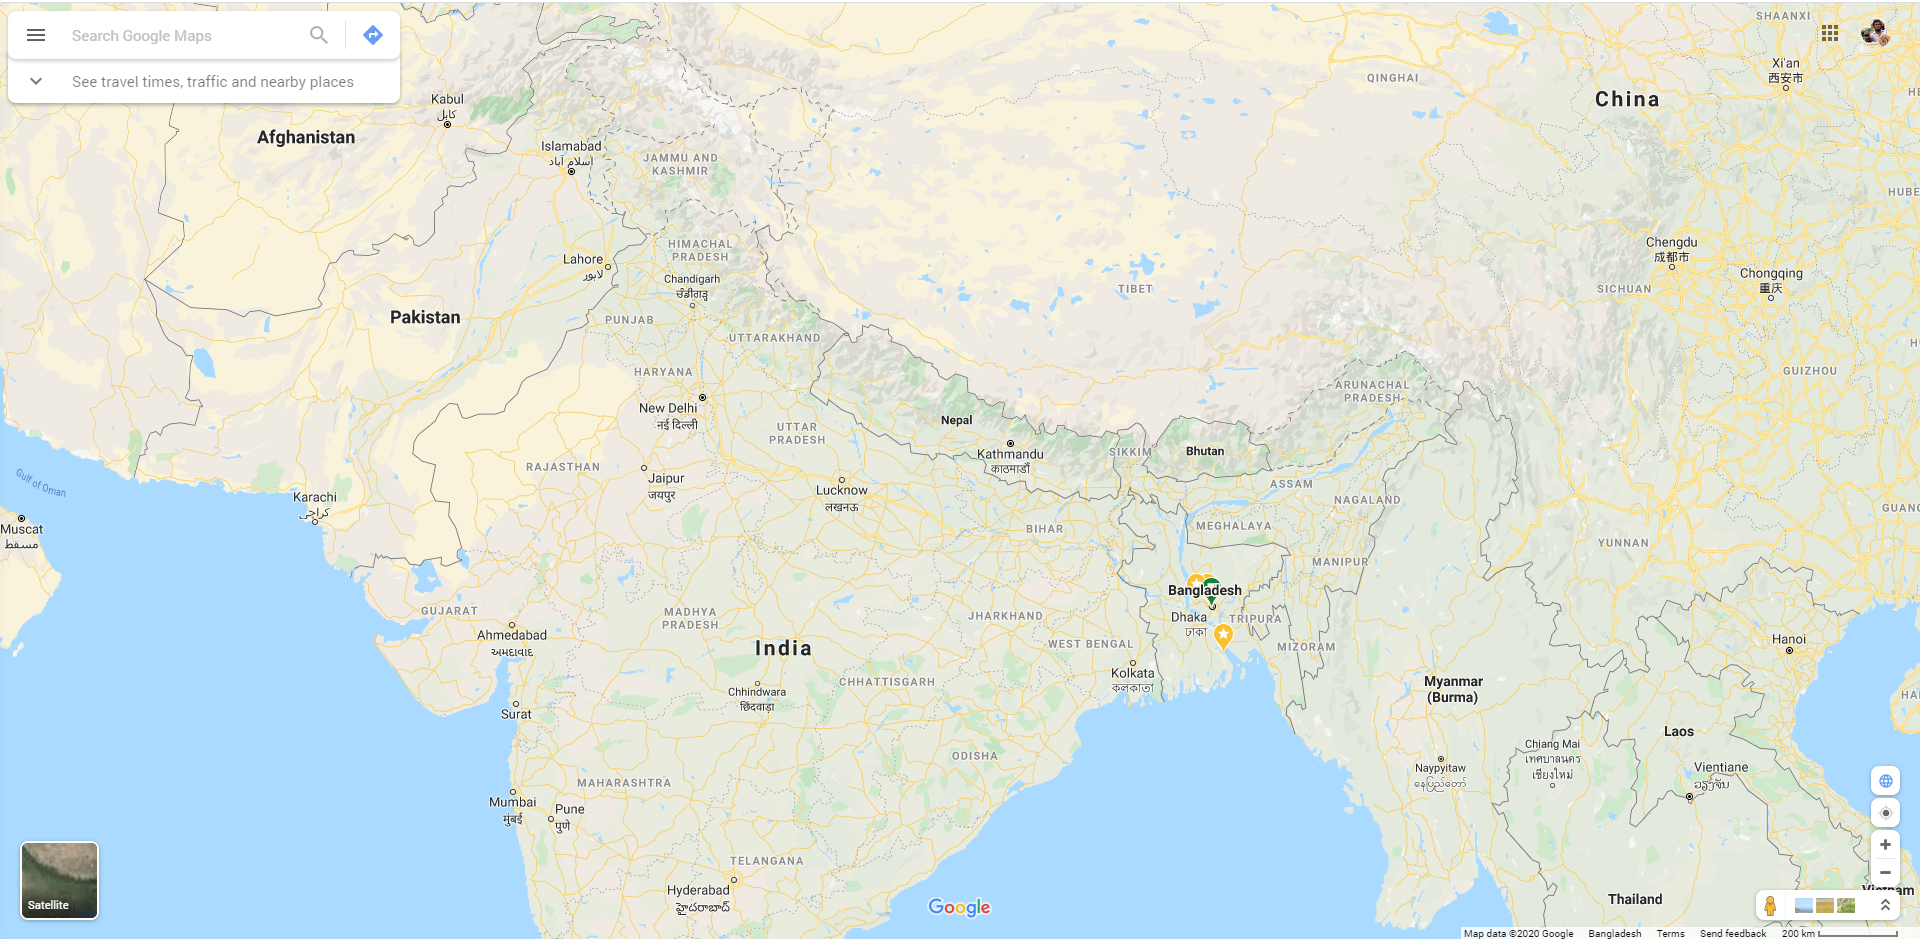 Search Google Maps
See travel times, traffic and nearby places
SHAANXI
Xi'an
西安市
QINGHAI
China
Kabul
کابل
Afghanistan
Islamabad
اسلام آباد
JAMMU AND
KASHMIR
HUBE
HIMACHAL
PRADESH
Chengdu
成都市
Lahore
لاہور
Chandigarh
ਚੰਡੀਗੜ੍ਹ
Chongqing
重庆
TIBET
SICHUAN
Pakistan
PUNJAB
UTTARAKHAND
HARYANA
GUIZHOU
ARUNACHAL
PRADESH
New Delhi
नई दिल्ली
Nepal
UTTAR
PRADESH
Kathmandu
काठमाडौं
SIKKIM
Bhutan
RAJASTHAN
Jaipur
जयपुर
Gulf of Oman
Lucknow
लखनऊ
ASSAM
NAGALAND
Karachi
کراچی
GUANG
Muscat
مسقط
BIHAR
MEGHALAYA
YUNNAN
MANIPUR
Bangladesh
Dhaka
ঢাকা
TRIPURA
GUJARAT
MADHYA
PRADESH
JHARKHAND
Ahmedabad
અમદાવાદ
India
WEST BENGAL
MIZORAM
Hanoi
Kolkata
কলকাতা
Chhindwara
छिंदवाड़ा
CHHATTISGARH
Myanmar
(Burma)
HAI
Surat
Laos
ODISHA
Chiang Mai
เทศบาลนคร
เชียงใหม่
Naypyitaw
နေပြည်တော်
Vientiane
ວຽງຈັນ
MAHARASHTRA
Mumbai
मुंबई
Pune
पुणे
TELANGANA
Hyderabad
హైదరాబాద్
Satellite
Google
Thailand
Vietnam
Map data ©2020 Google Bangladesh Terms Send feedback 200 km